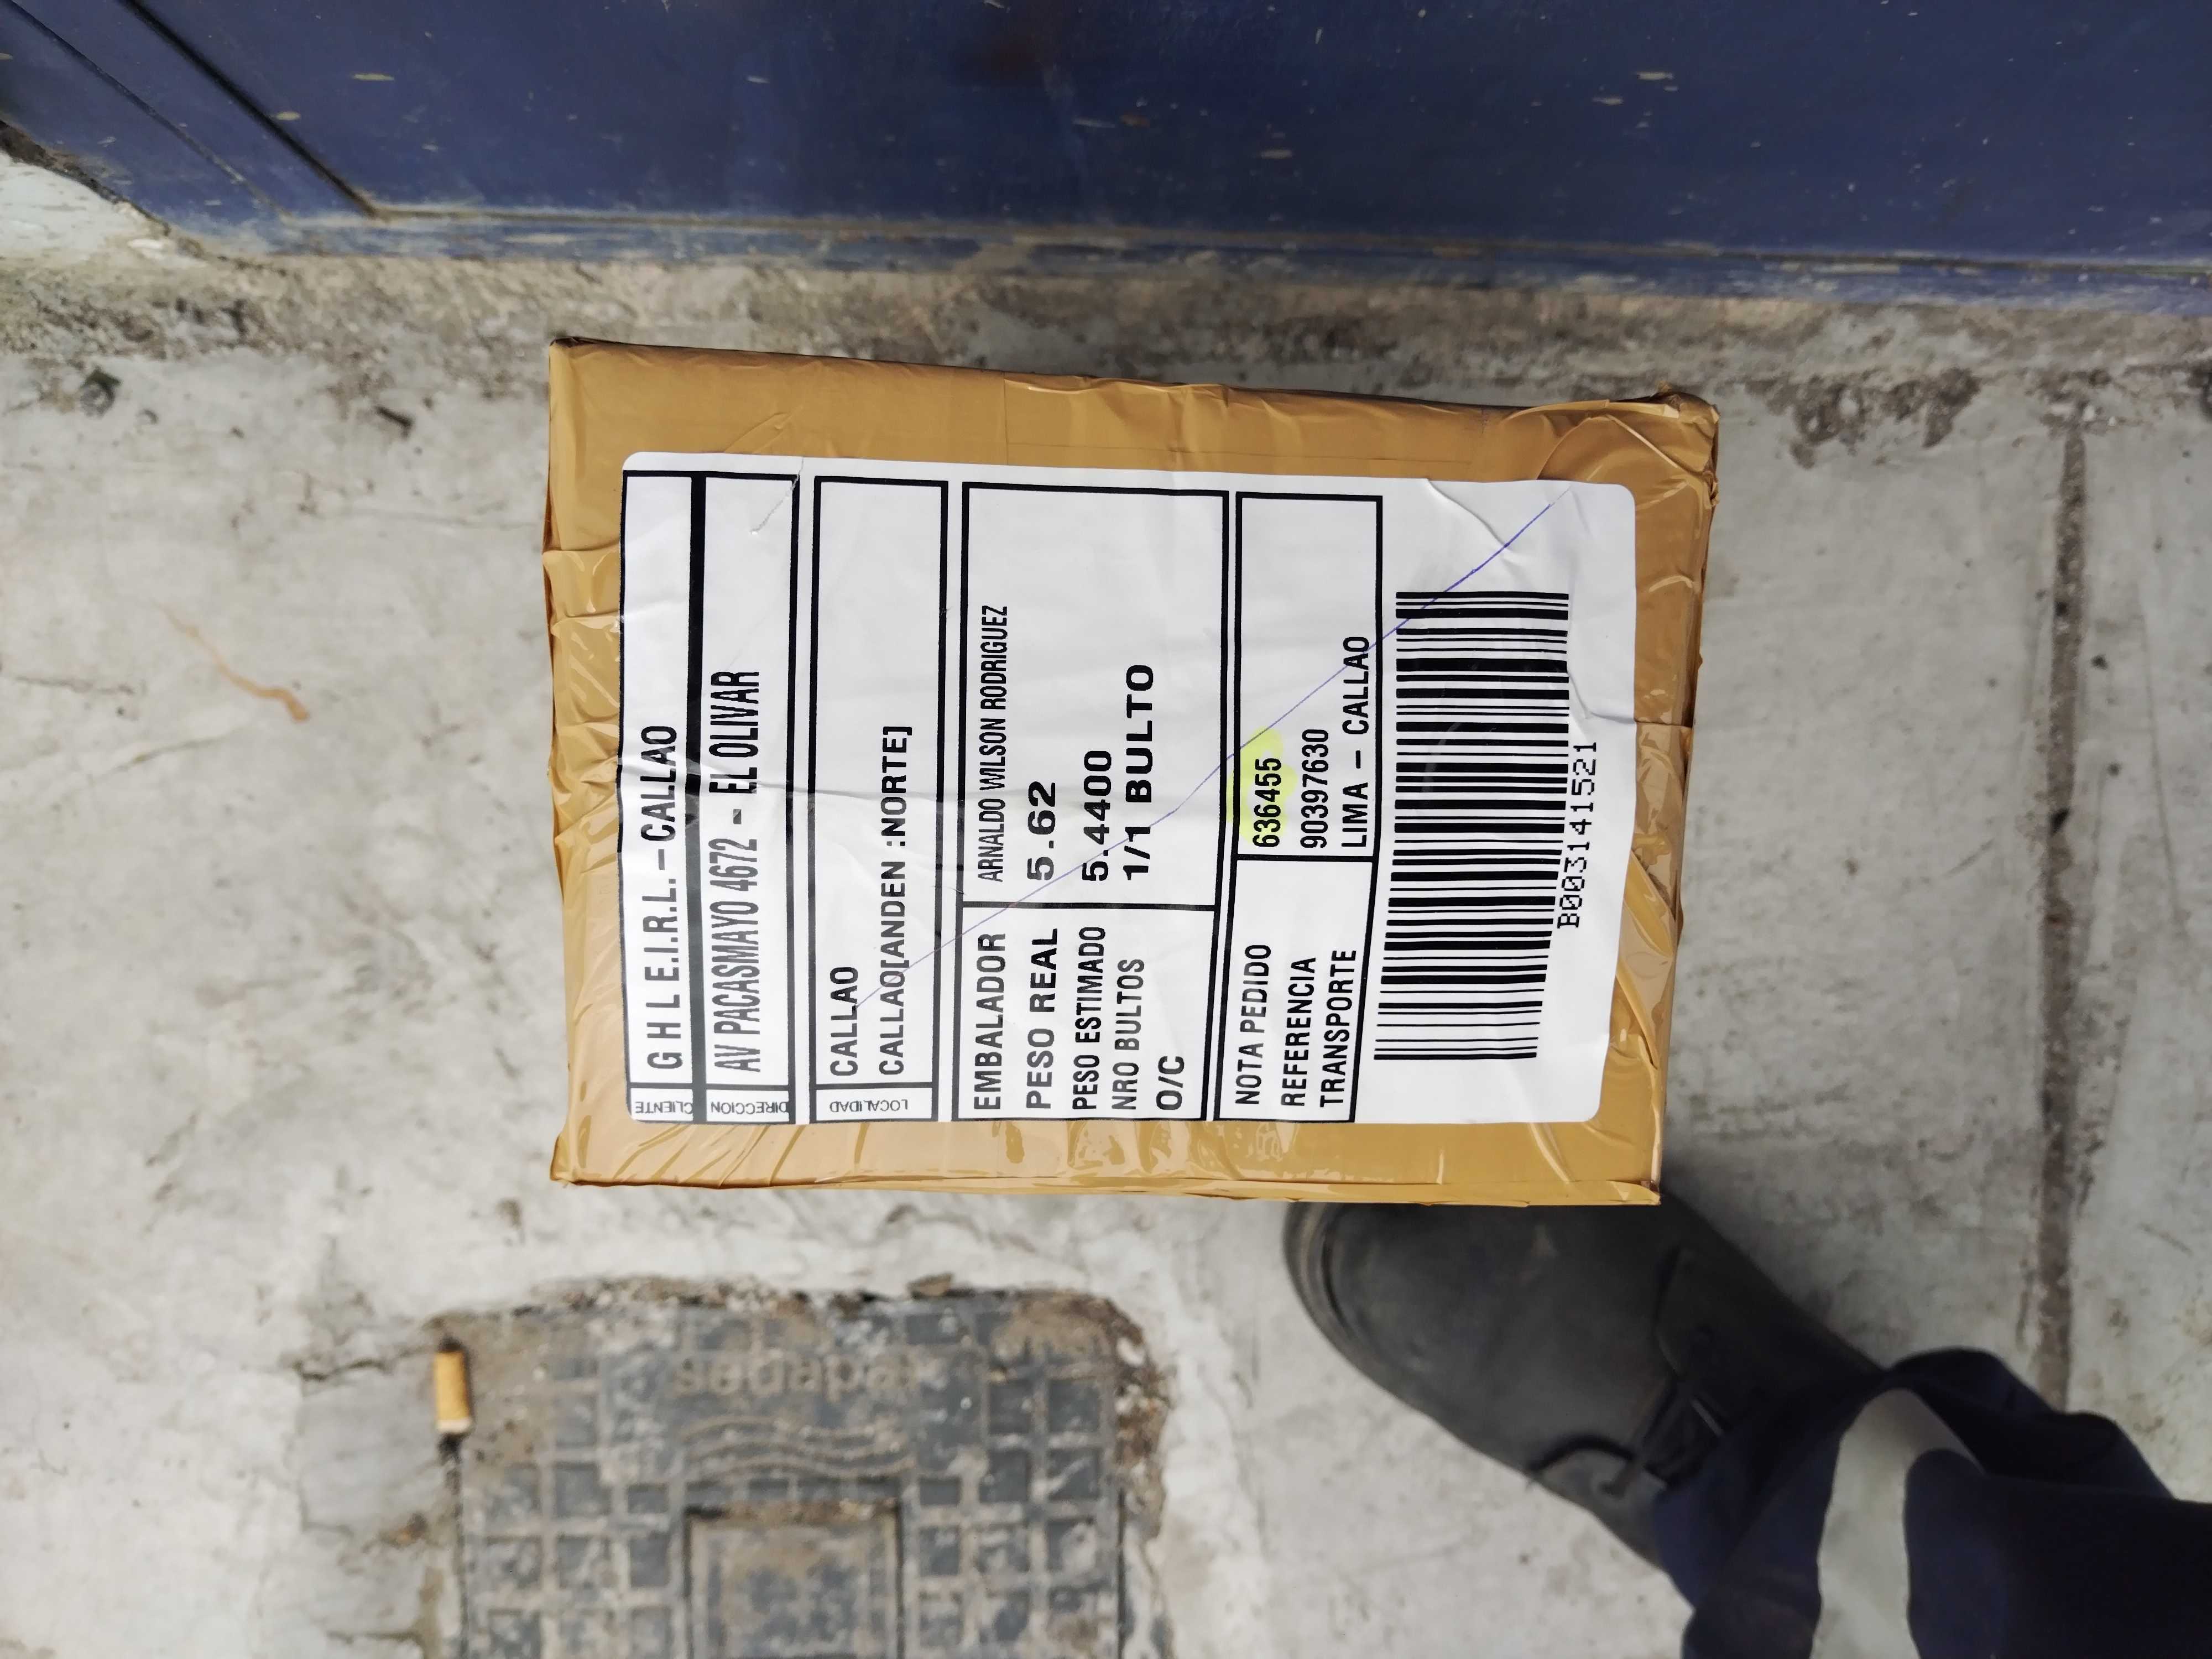 CLIENTE G H L E.I.R.L. - CALLAO
DIRECCION AV PACASMAYO 4672 - EL OLIVAR
LOCALIDAD
CALLAO
CALLAO[ANDEN :NORTE]
EMBALADOR ARNALDO WILSON RODRIGUEZ
PESO REAL 5.62
PESO ESTIMADO 5.4400
NRO BULTOS 1/1 BULTO
O/C
NOTA PEDIDO 636455
REFERENCIA 90397630
TRANSPORTE LIMA - CALLAO
B003141521
sedapal